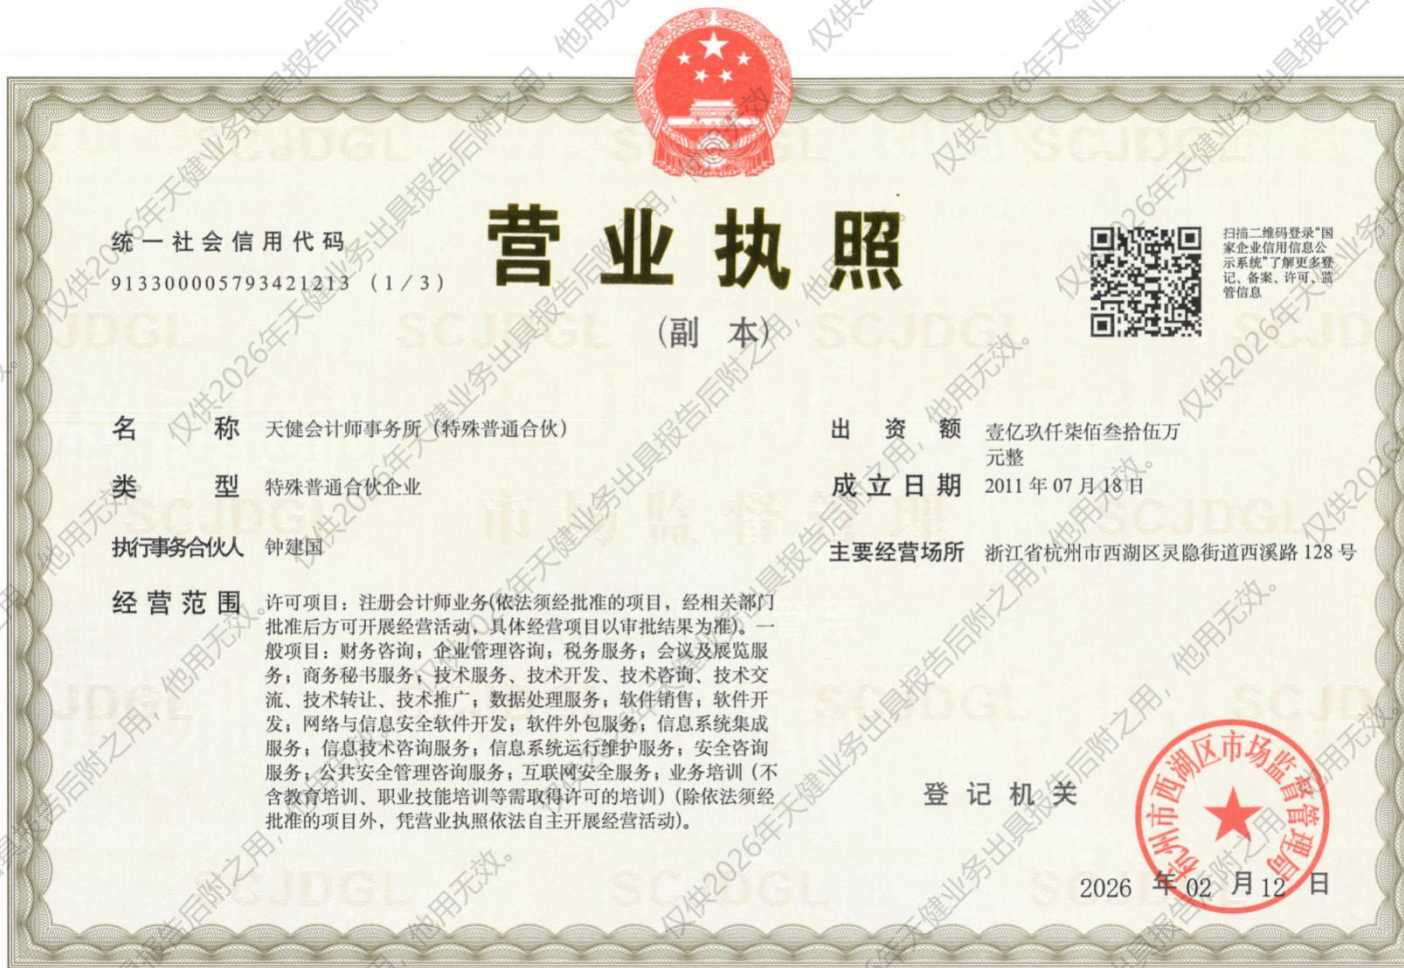 营业执照
(副 本)
统一社会信用代码
913300005793421213 (1/3)
扫描二维码登录“国
家企业信用信息公
示系统”了解更多登
记、备案、许可、监
管信息
名 称 天健会计师事务所（特殊普通合伙）
类 型 特殊普通合伙企业
执行事务合伙人 钟建国
经营范围 许可项目：注册会计师业务(依法须经批准的项目，经相关部门
批准后方可开展经营活动，具体经营项目以审批结果为准)。一
般项目：财务咨询；企业管理咨询；税务服务；会议及展览服
务；商务秘书服务；技术服务、技术开发、技术咨询、技术交
流、技术转让、技术推广；数据处理服务；软件销售；软件开
发；网络与信息安全软件开发；软件外包服务；信息系统集成
服务；信息技术咨询服务；信息系统运行维护服务；安全咨询
服务；公共安全管理咨询服务；互联网安全服务；业务培训（不
含教育培训、职业技能培训等需取得许可的培训）(除依法须经
批准的项目外，凭营业执照依法自主开展经营活动)。
出 资 额 壹亿玖仟柒佰叁拾伍万
元整
成立日期 2011 年 07 月 18 日
主要经营场所 浙江省杭州市西湖区灵隐街道西溪路 128 号
登 记 机 关
杭州市西湖区市场监督管理局
2026 年 02 月 12 日
仅供2026年天健业务出具报告后附之用，他用无效。
SCJDGL
市场监督管理